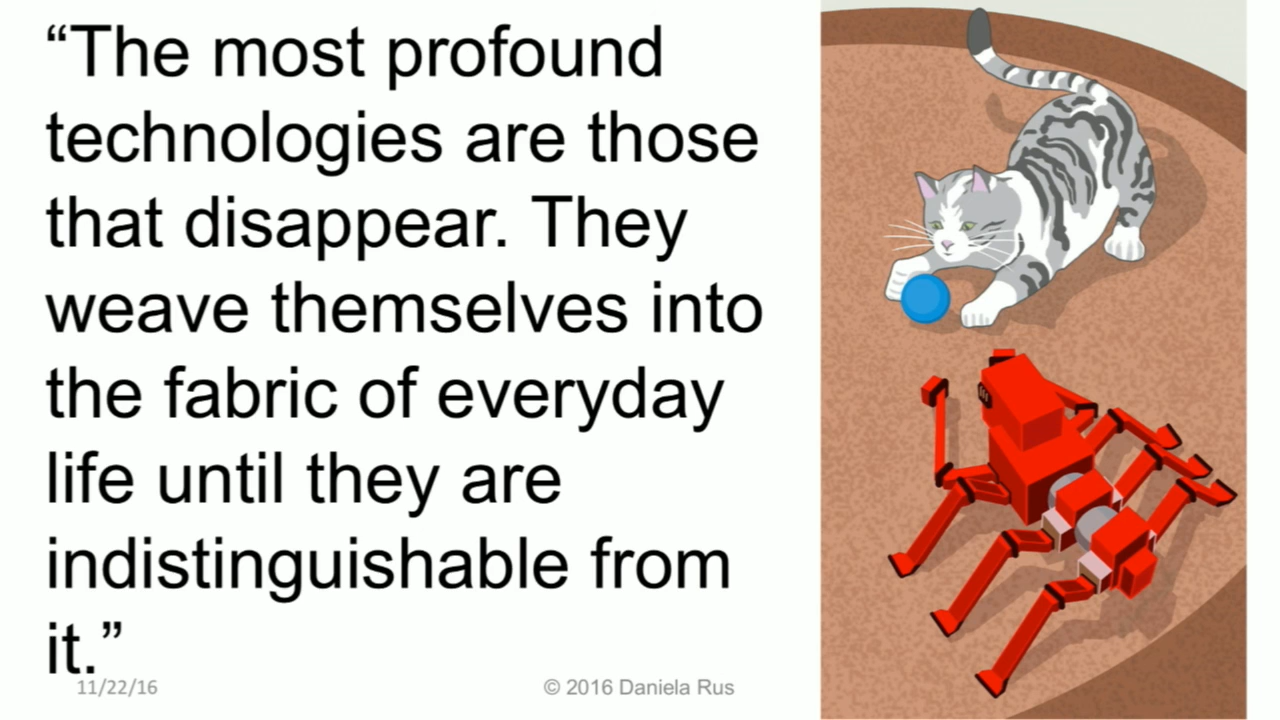 “The most profound
technologies are those
that disappear. They
weave themselves into
the fabric of everyday
life until they are
indistinguishable from
it.”
11/22/16
© 2016 Daniela Rus